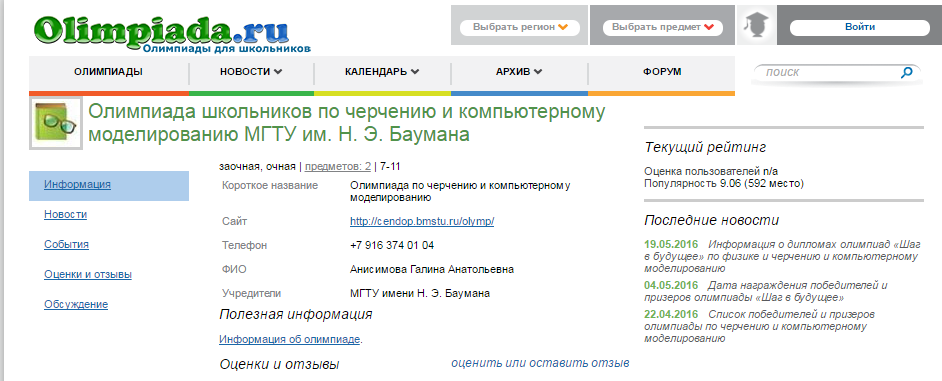 Olimpiada.ru
Олимпиады для школьников
Выбрать регион
Выбрать предмет
Войти
ОЛИМПИАДЫ
НОВОСТИ
КАЛЕНДАРЬ
АРХИВ
ФОРУМ
поиск
Олимпиада школьников по черчению и компьютерному
моделированию МГТУ им. Н. Э. Баумана
заочная, очная | предметов: 2 | 7-11
Информация
Новости
События
Оценки и отзывы
Обсуждение
Короткое название
Олимпиада по черчению и компьютерному
моделированию
Сайт
http://cendop.bmstu.ru/olymp/
Телефон
+7 916 374 01 04
ФИО
Анисимова Галина Анатольевна
Учредители
МГТУ имени Н. Э. Баумана
Полезная информация
Информация об олимпиаде.
Оценки и отзывы
оценить или оставить отзыв
Текущий рейтинг
Оценка пользователей n/a
Популярность 9.06 (592 место)
Последние новости
19.05.2016 Информация о дипломах олимпиад «Шаг
в будущее» по физике и черчению и компьютерному
моделированию
04.05.2016 Дата награждения победителей и
призеров олимпиады «Шаг в будущее»
22.04.2016 Список победителей и призеров
олимпиады по черчению и компьютерному
моделированию